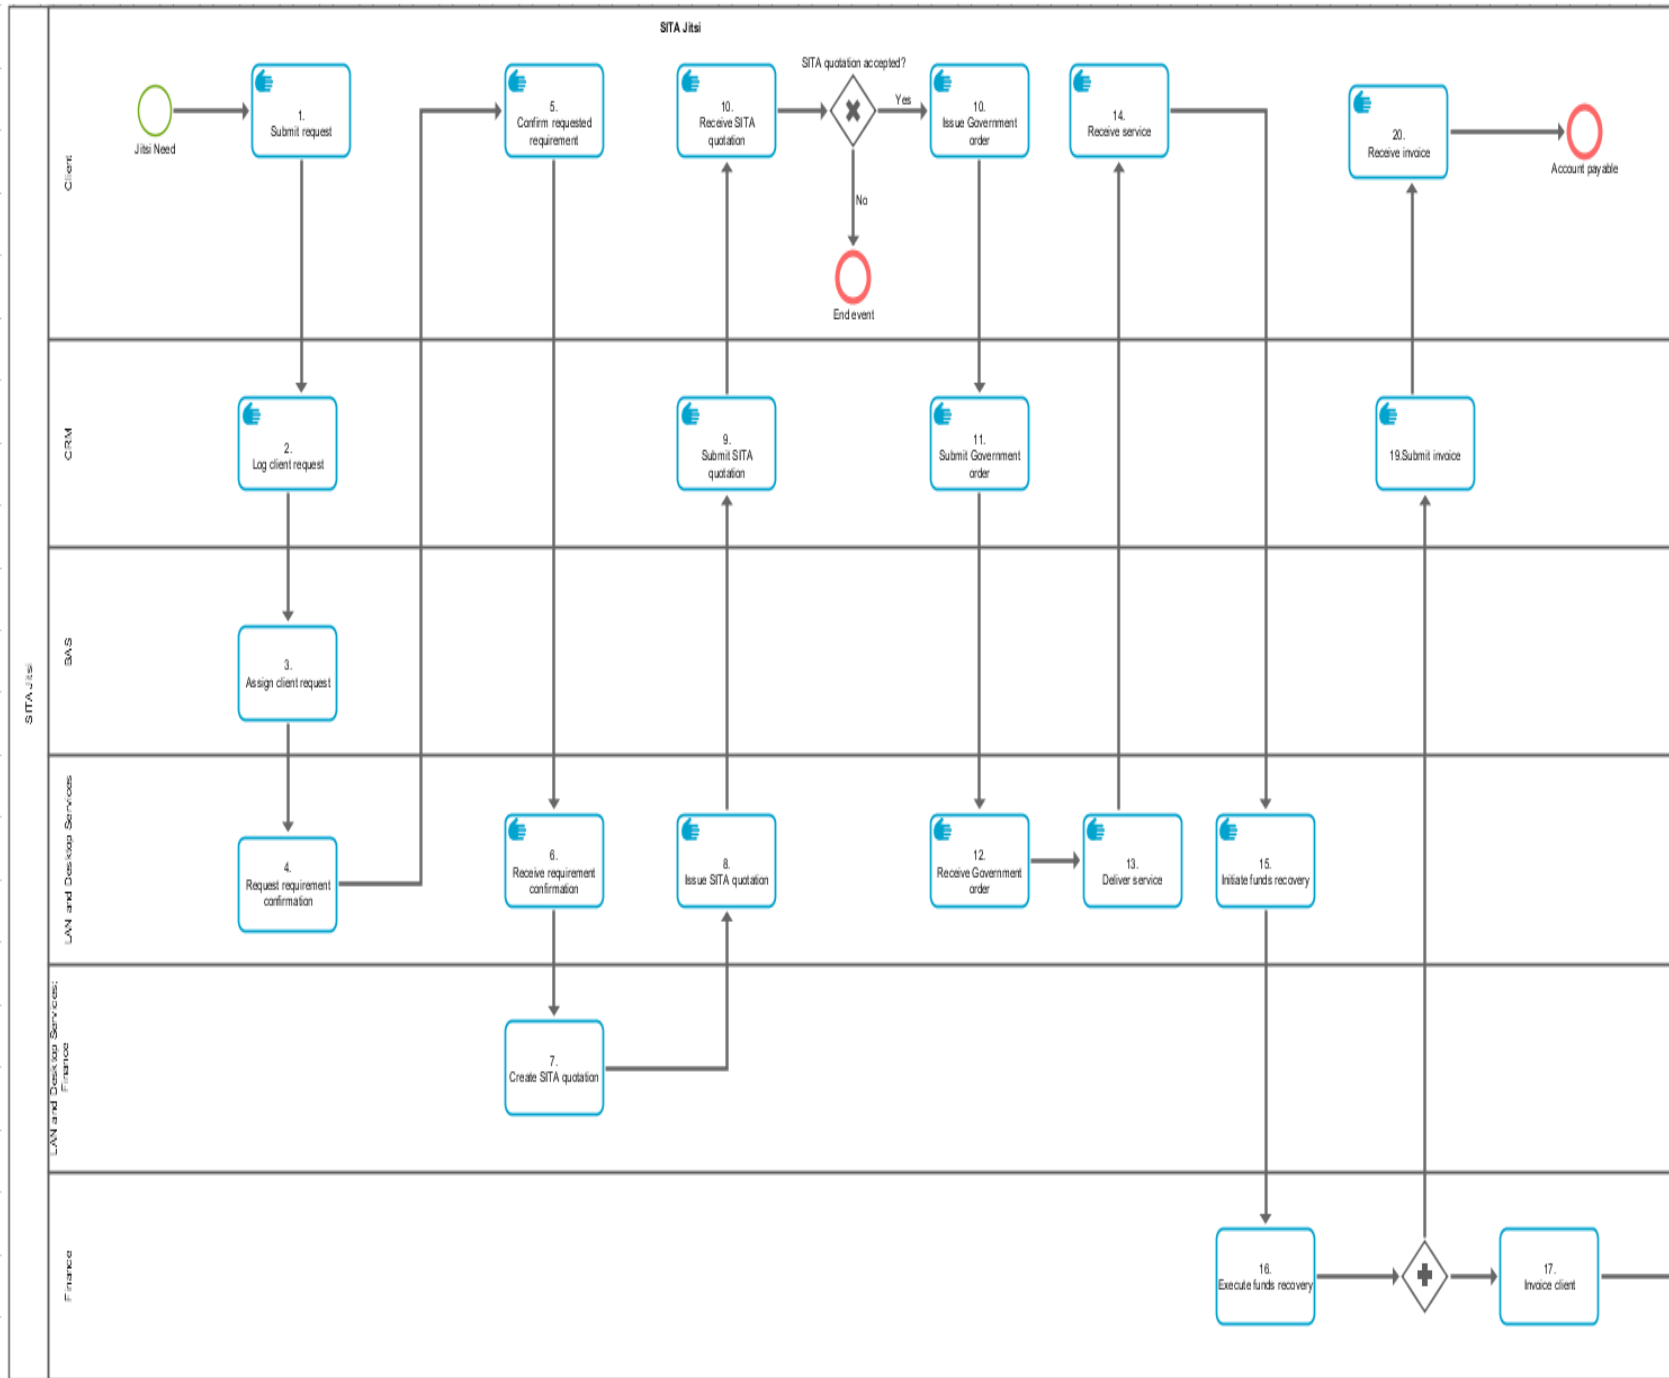 SITA Jitsi
SITA Jitsi
Client
Jitsi Need
1.
Submit request
5.
Confirm requested
requirement
10.
Receive SITA
quotation
SITA quotation accepted?
Yes
No
End event
10.
Issue Government
order
14.
Receive service
20.
Receive invoice
Account payable
CRM
2.
Log client request
9.
Submit SITA
quotation
11.
Submit Government
order
19.Submit invoice
BAS
3.
Assign client request
LAN and Desktop Services
4.
Request requirement
confirmation
6.
Receive requirement
confirmation
8.
Issue SITA quotation
12.
Receive Government
order
13.
Deliver service
15.
Initiate funds recovery
LAN and Desktop Services:
Finance
7.
Create SITA quotation
Finance
16.
Execute funds recovery
17.
Invoice client